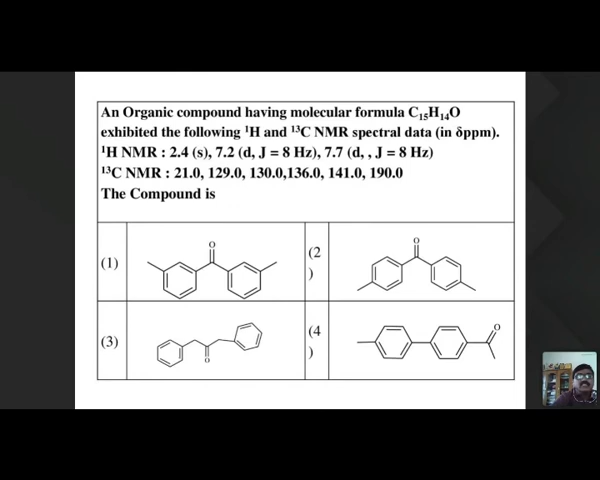 An Organic compound having molecular formula C₁₅H₁₄O
exhibited the following ¹H and ¹³C NMR spectral data (in δppm).
¹H NMR : 2.4 (s), 7.2 (d, J = 8 Hz), 7.7 (d, , J = 8 Hz)
¹³C NMR : 21.0, 129.0, 130.0,136.0, 141.0, 190.0
The Compound is
(1)
O
(2
)
O
(3)
O
(4
)
O